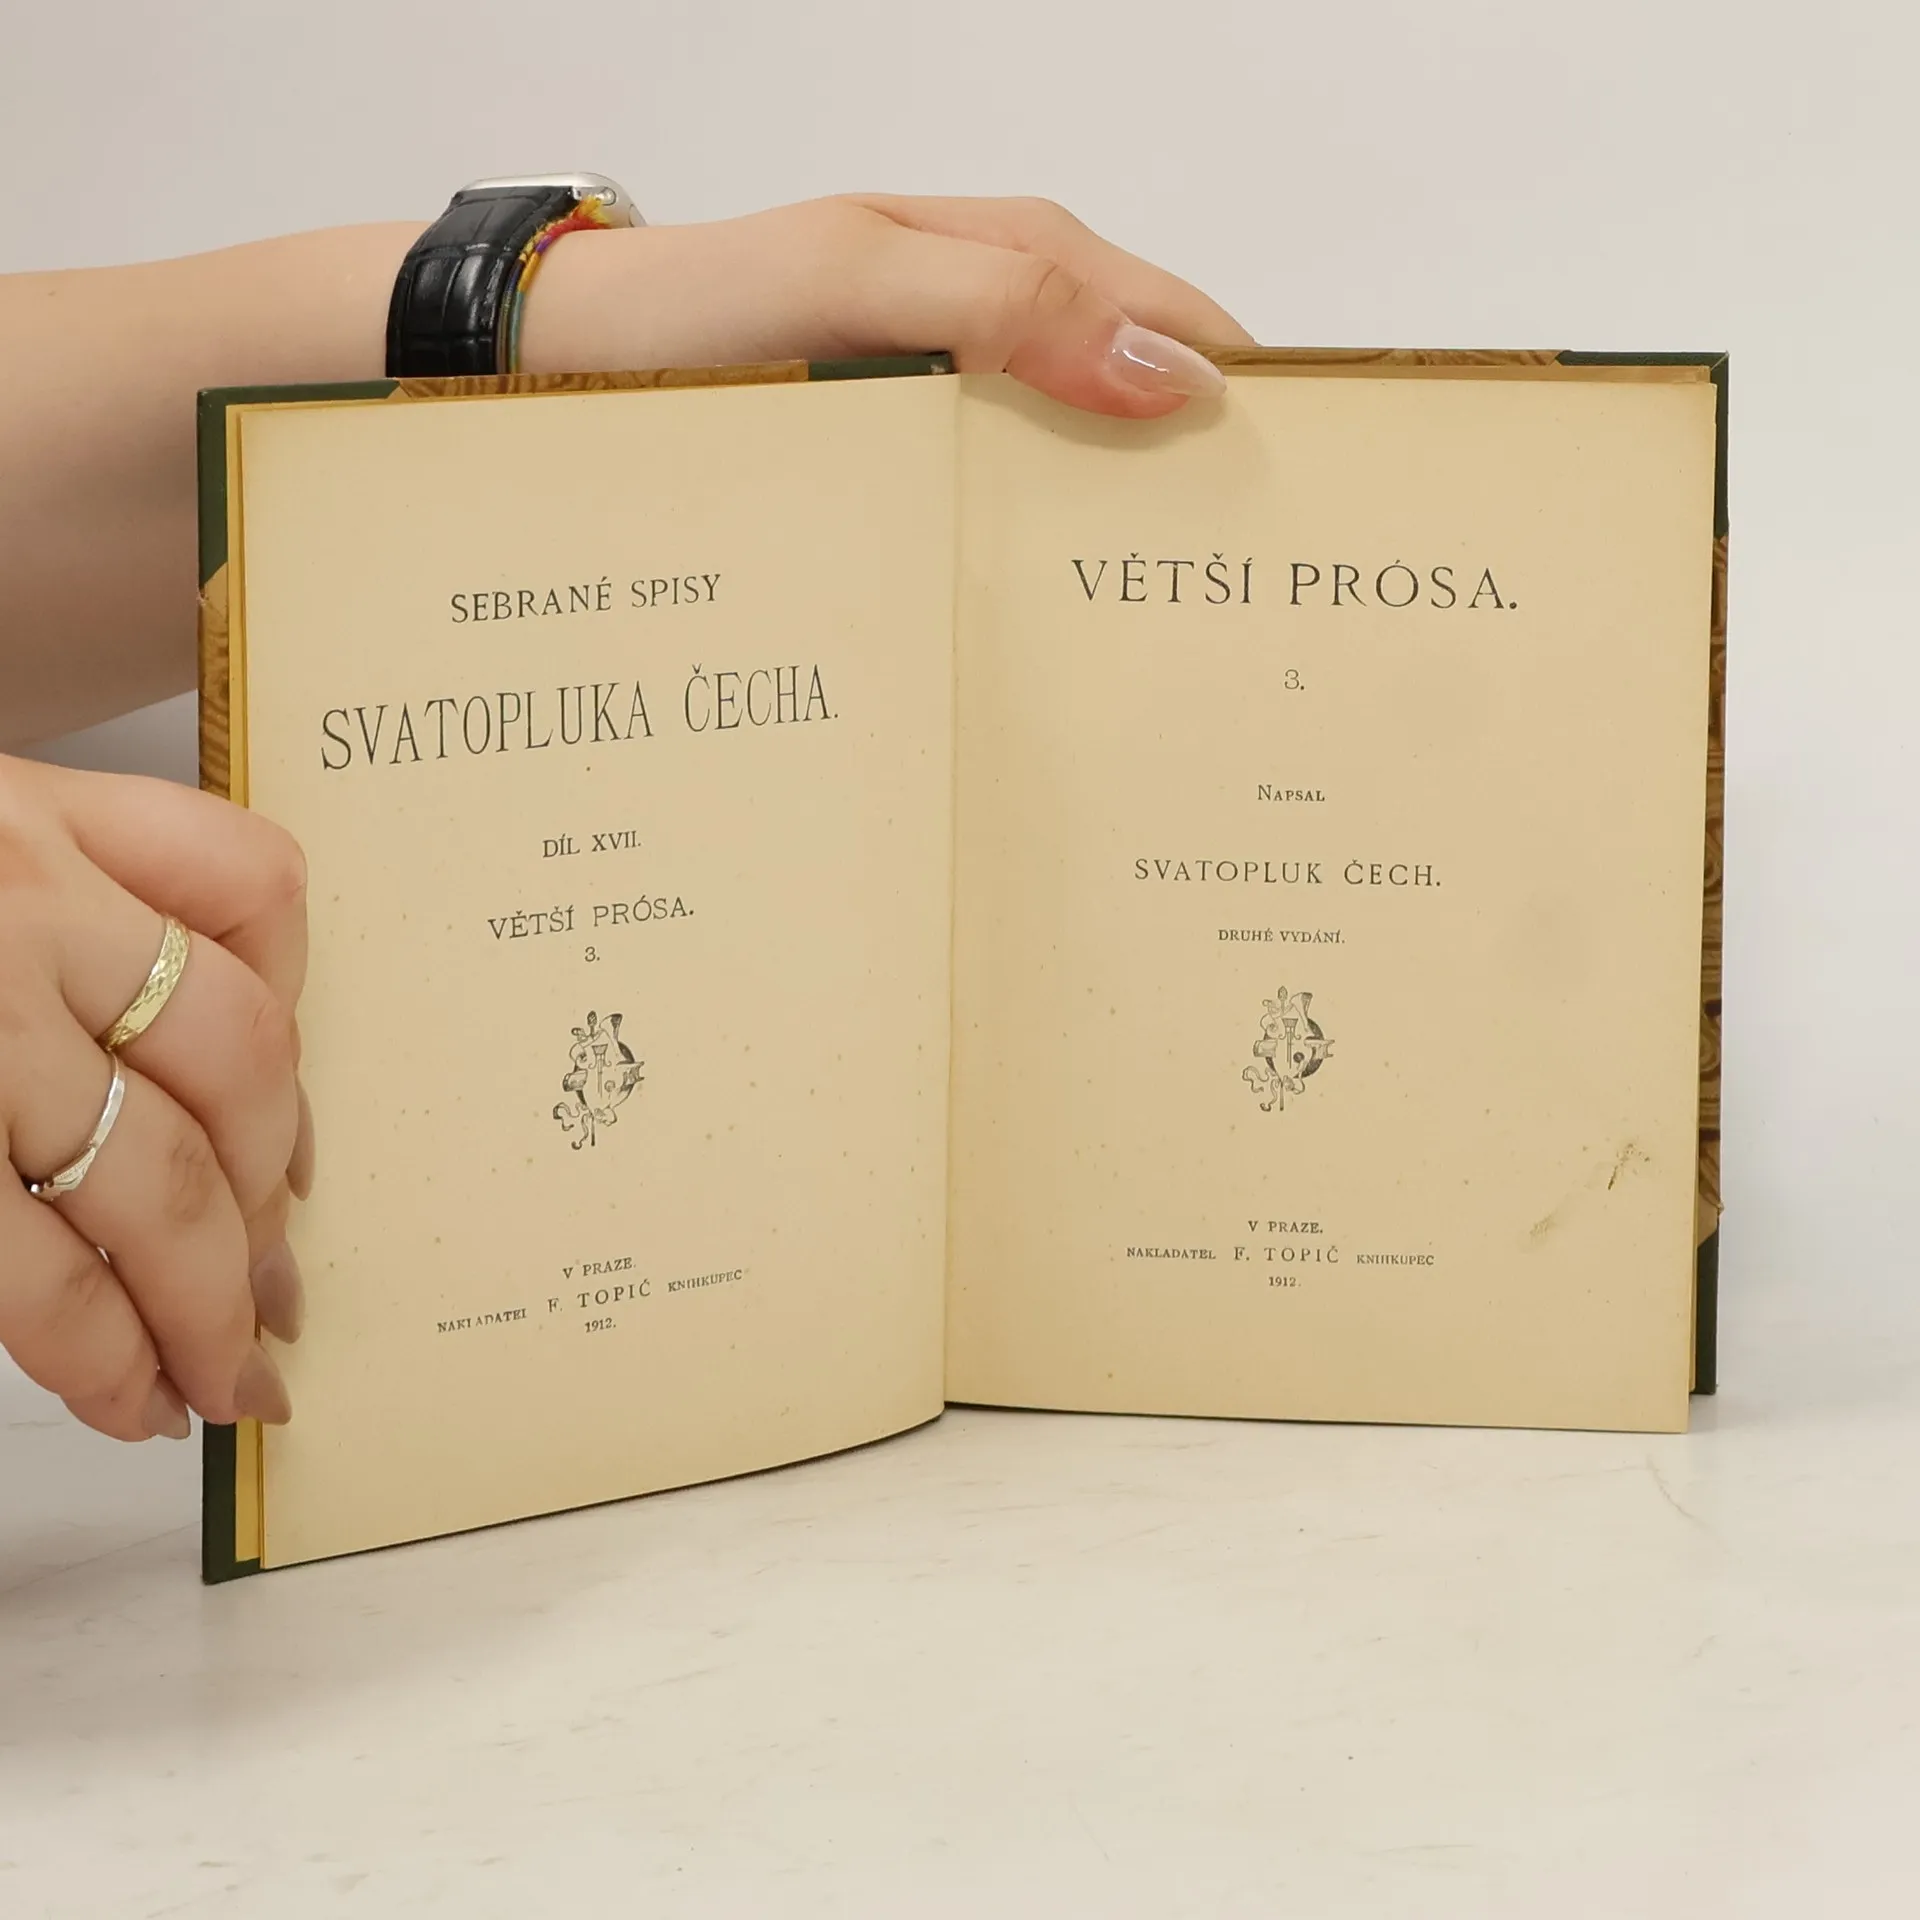 SEBRANÉ SPISY
SVATOPLUKA ČECHA.
DÍL XVII.
VĚTŠÍ PRÓSA.
3.
V PRAZE.
NAKLADATEL F. TOPIČ KNIHKUPEC
1912.
VĚTŠÍ PRÓSA.
3.
NAPSAL
SVATOPLUK ČECH.
DRUHÉ VYDÁNÍ.
V PRAZE.
NAKLADATEL F. TOPIČ KNIHKUPEC
1912.